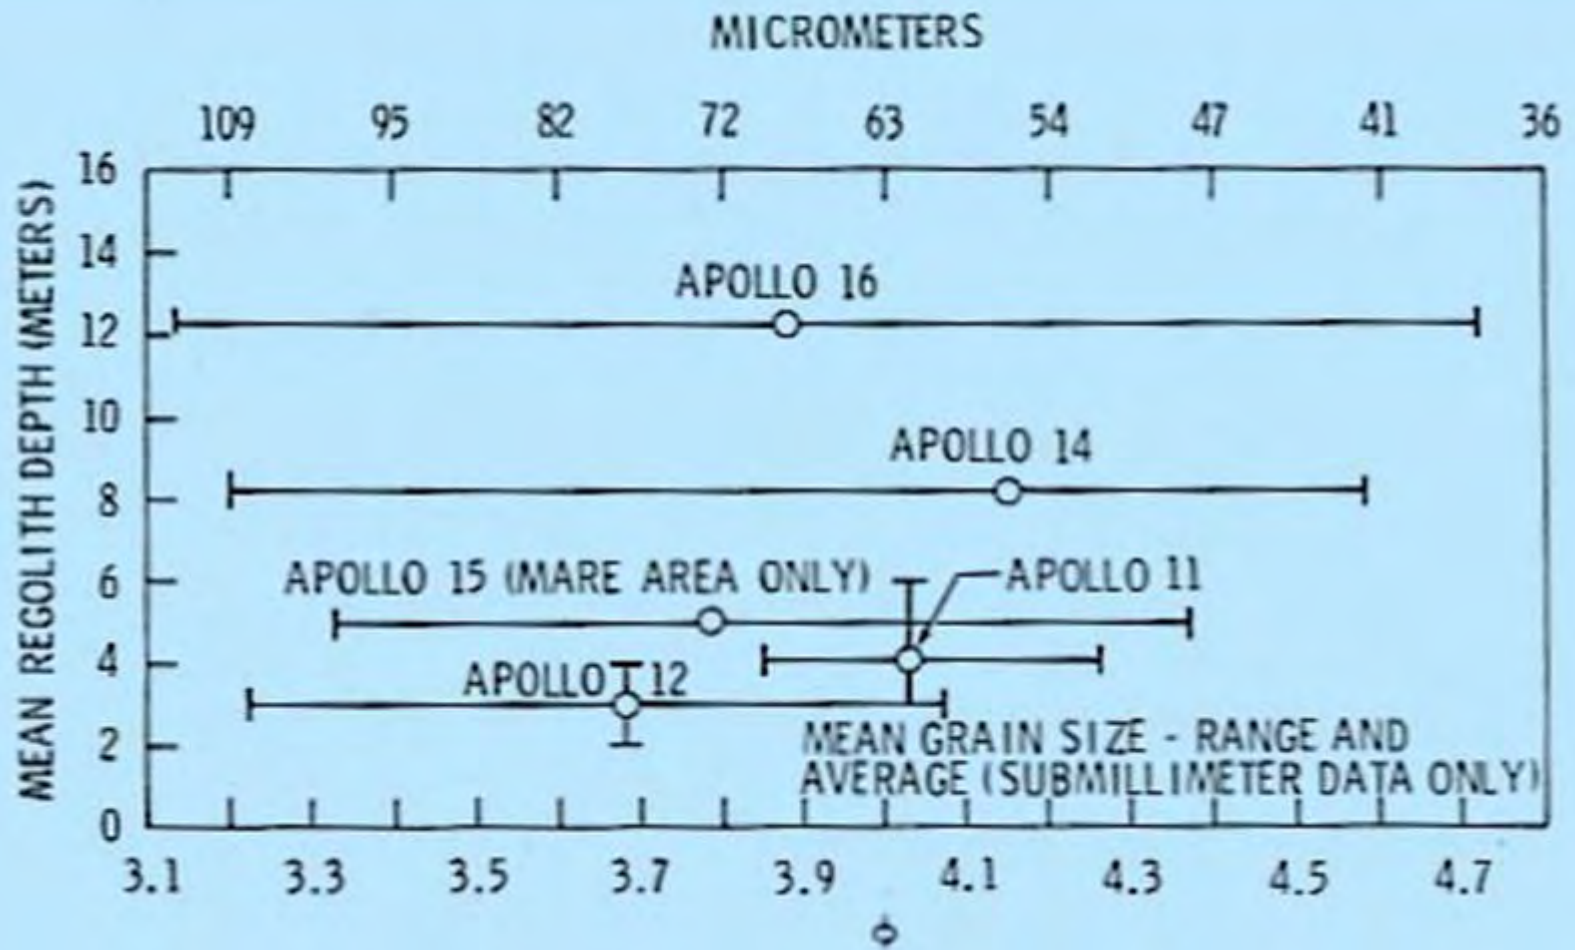 MICROMETERS
109 95 82 72 63 54 47 41 36
MEAN REGOLITH DEPTH (METERS)
16
14
12
10
8
6
4
2
0
APOLLO 16
APOLLO 14
APOLLO 15 (MARE AREA ONLY)
APOLLO 11
APOLLO 12
MEAN GRAIN SIZE - RANGE AND
AVERAGE (SUBMILLIMETER DATA ONLY)
3.1 3.3 3.5 3.7 3.9 4.1 4.3 4.5 4.7
ϕ